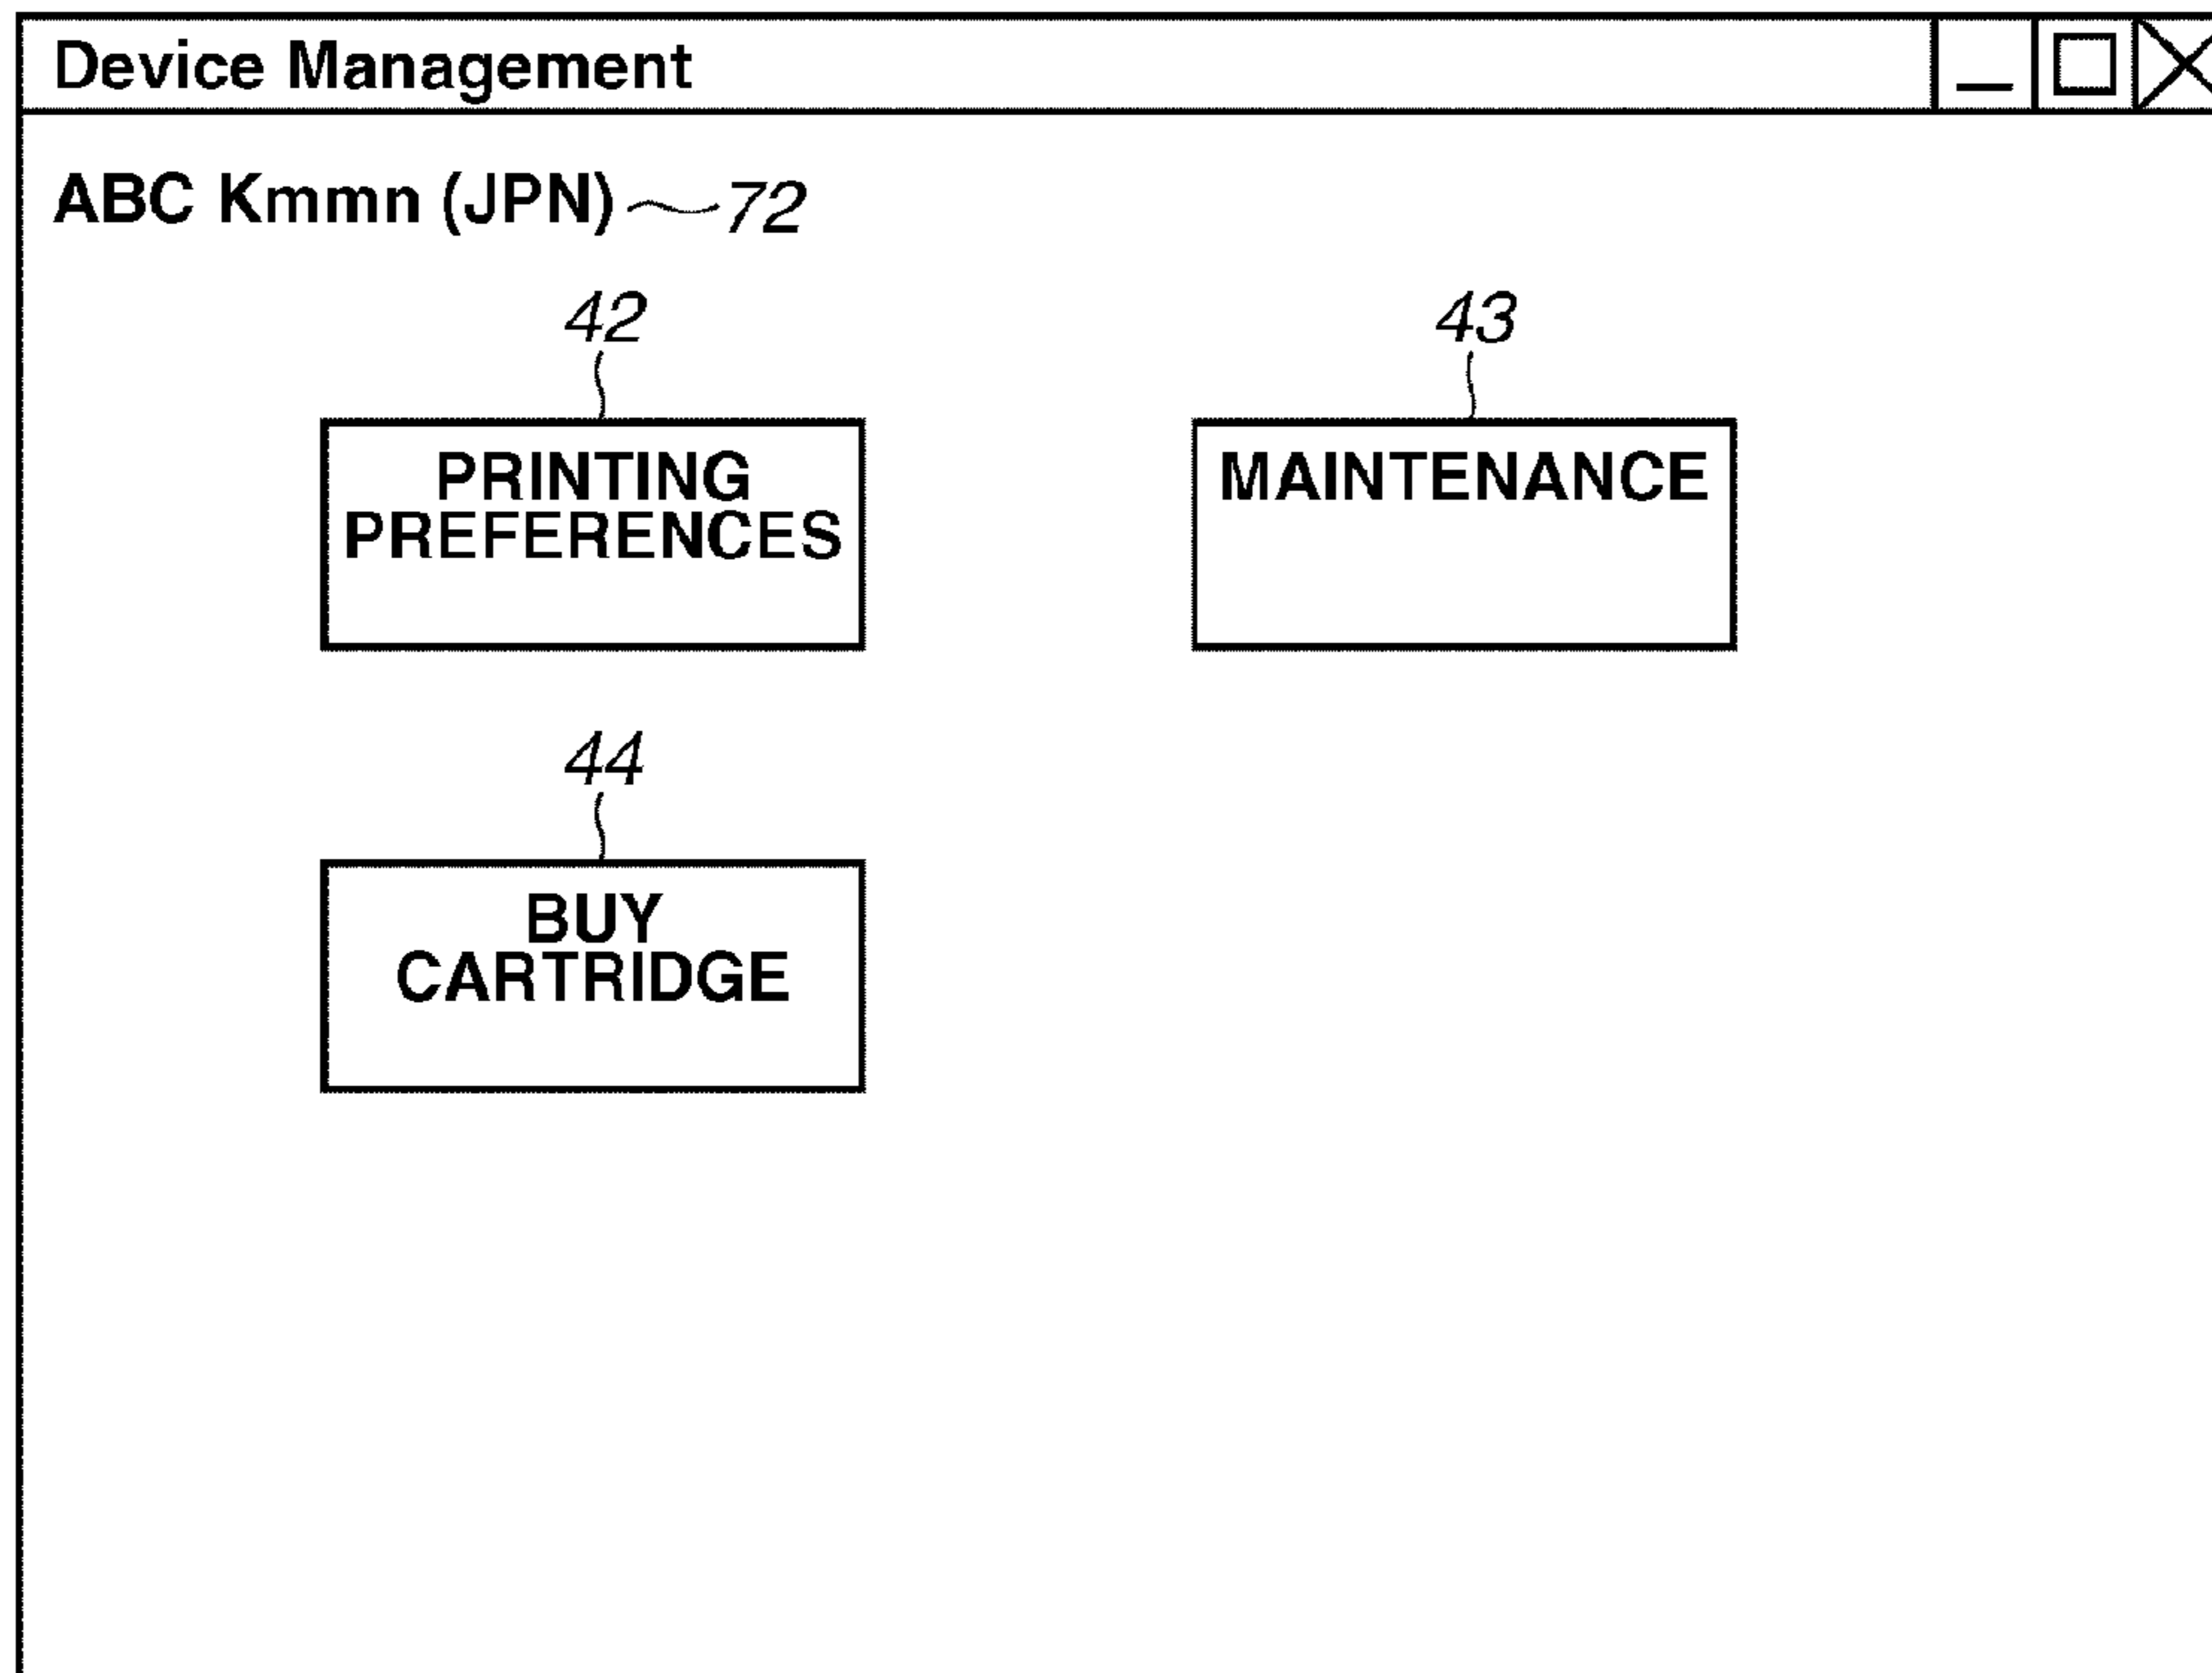 Device Management
ABC Kmmn (JPN) 72
42
43
PRINTING
PREFERENCES
MAINTENANCE
44
BUY
CARTRIDGE